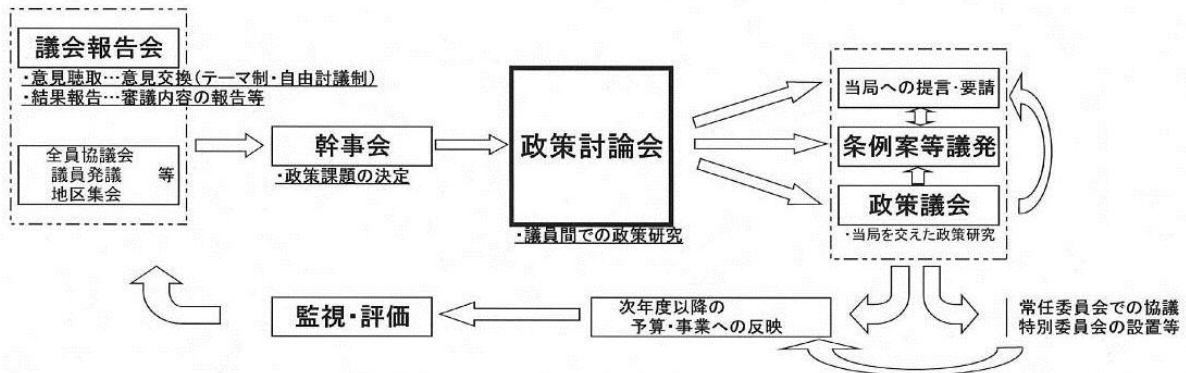 議会報告会
・意見聴取…意見交換(テーマ制・自由討議制)
・結果報告…審議内容の報告等
全員協議会
議員発議 等
地区集会
幹事会
・政策課題の決定
政策討論会
・議員間での政策研究
当局への提言・要請
条例案等議発
政策議会
・当局を交えた政策研究
常任委員会での協議
特別委員会の設置等
次年度以降の
予算・事業への反映
監視・評価